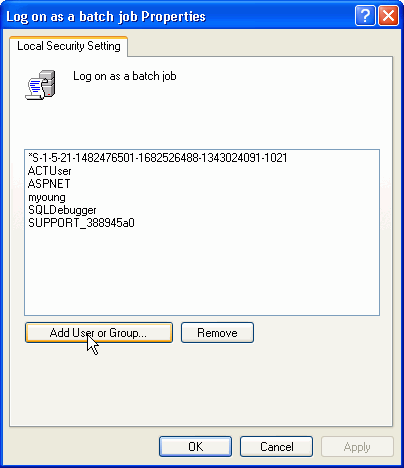 Log on as a batch job Properties
Local Security Setting
Log on as a batch job
*S-1-5-21-1482476501-1682526488-1343024091-1021
ACTUser
ASPNET
myoung
SQLDebugger
SUPPORT_388945a0
Add User or Group...
Remove
OK
Cancel
Apply